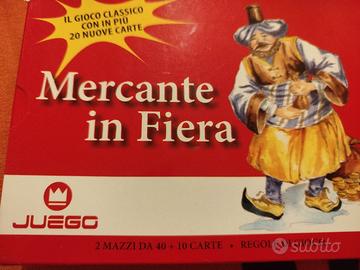 IL GIOCO CLASSICO
CON IN PIÙ
20 NUOVE CARTE
Mercante
in Fiera
JUEGO
2 MAZZI DA 40 + 10 CARTE •
subito